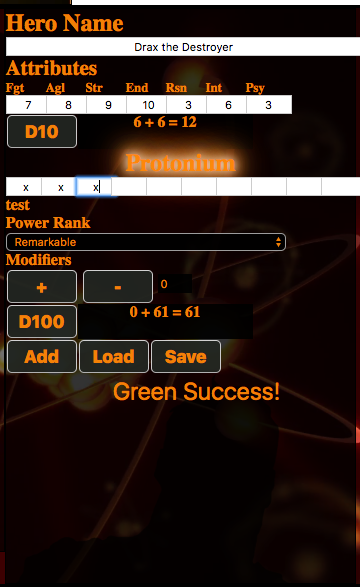 Hero Name
Drax the Destroyer
Attributes
Fgt Agl Str End Rsn Int Psy
7 8 9 10 3 6 3
D10 6 + 6 = 12
Protonium
x x x
test
Power Rank
Remarkable
Modifiers
+ - 0
D100 0 + 61 = 61
Add Load Save
Green Success!